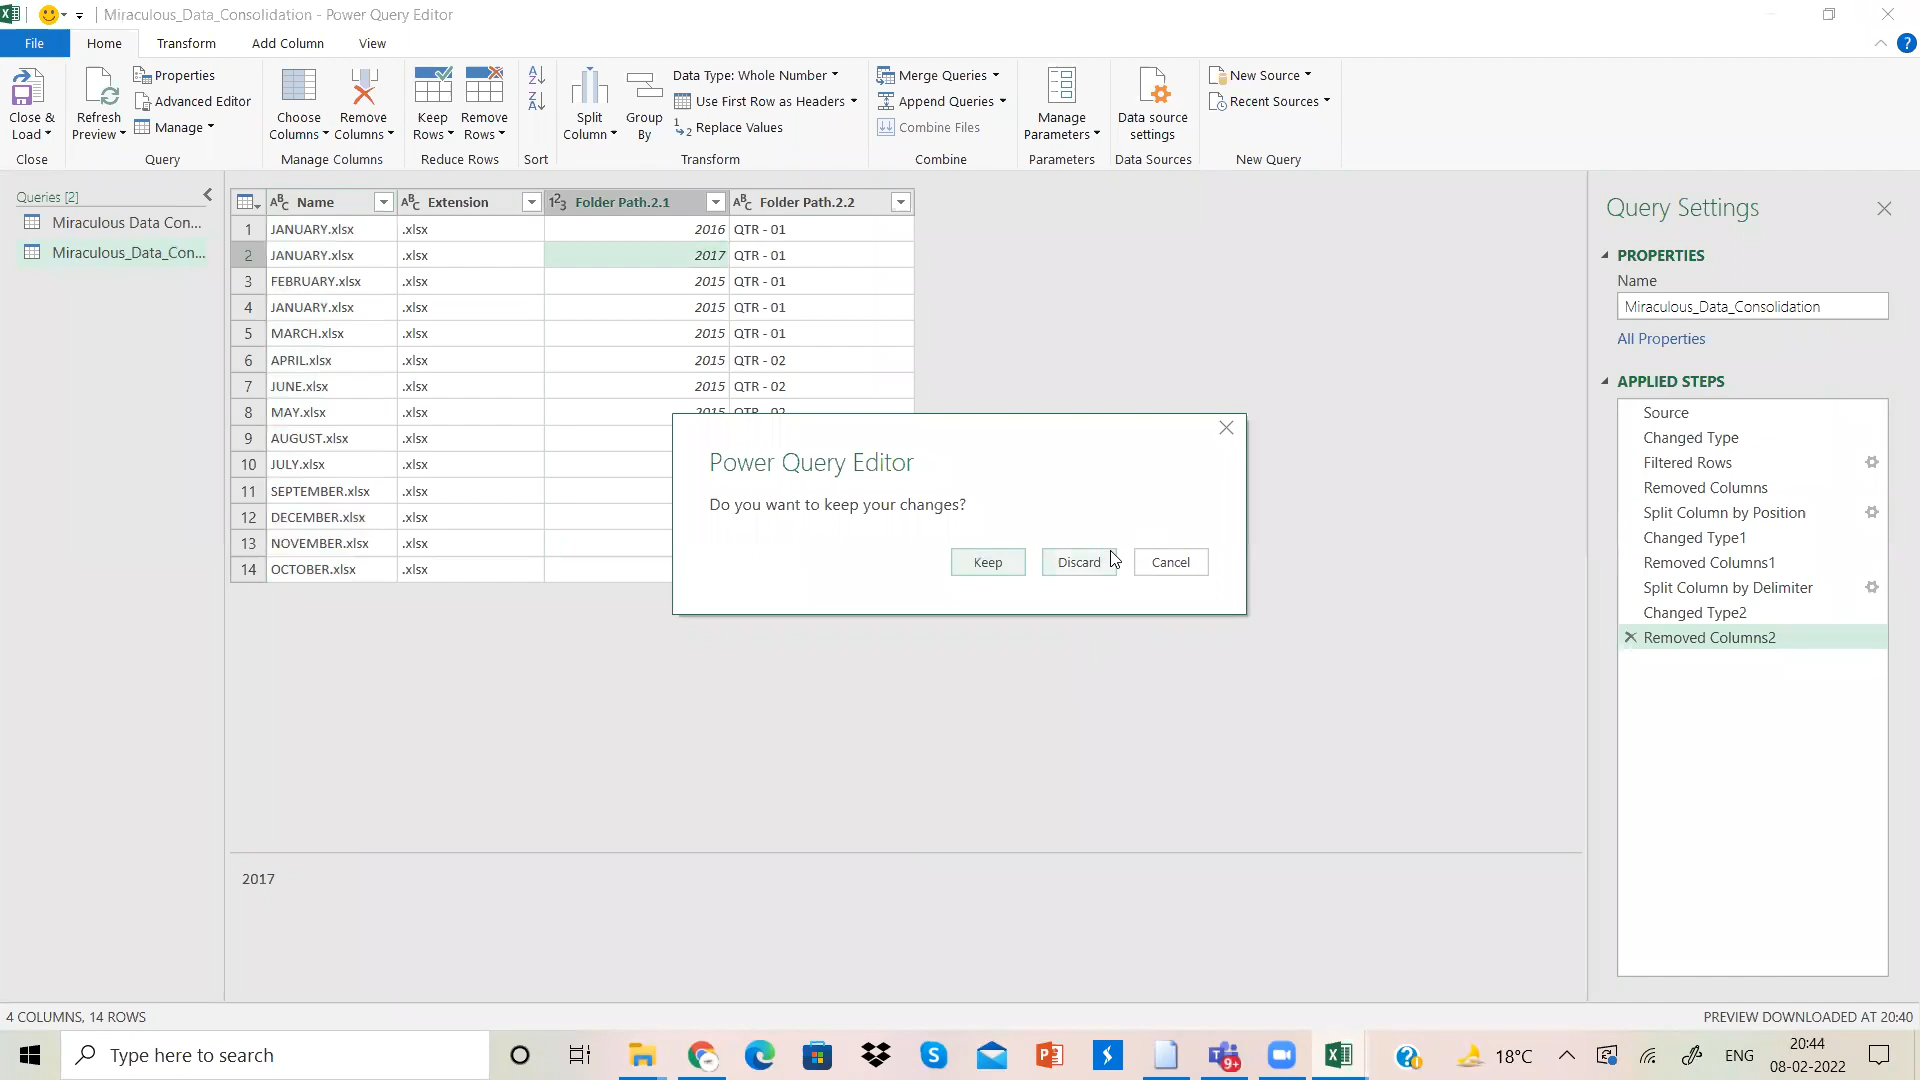 Miraculous_Data_Consolidation - Power Query Editor
File
Home
Transform
Add Column
View
Close & Load
Close
Refresh Preview
Properties
Advanced Editor
Manage
Query
Choose Columns
Remove Columns
Manage Columns
Keep Rows
Remove Rows
Reduce Rows
Sort
Split Column
Group By
Data Type: Whole Number
Use First Row as Headers
Replace Values
Transform
Merge Queries
Append Queries
Combine Files
Combine
Manage Parameters
Parameters
Data source settings
Data Sources
New Source
Recent Sources
New Query
Queries [2]
Miraculous Data Con...
Miraculous_Data_Con...
Name Extension Folder Path.2.1 Folder Path.2.2
1 JANUARY.xlsx .xlsx 2016 QTR - 01
2 JANUARY.xlsx .xlsx 2017 QTR - 01
3 FEBRUARY.xlsx .xlsx 2015 QTR - 01
4 JANUARY.xlsx .xlsx 2015 QTR - 01
5 MARCH.xlsx .xlsx 2015 QTR - 01
6 APRIL.xlsx .xlsx 2015 QTR - 02
7 JUNE.xlsx .xlsx 2015 QTR - 02
8 MAY.xlsx .xlsx 2015 QTR - 02
9 AUGUST.xlsx .xlsx
10 JULY.xlsx .xlsx
11 SEPTEMBER.xlsx .xlsx
12 DECEMBER.xlsx .xlsx
13 NOVEMBER.xlsx .xlsx
14 OCTOBER.xlsx .xlsx
Power Query Editor
Do you want to keep your changes?
Keep
Discard
Cancel
2017
Query Settings
PROPERTIES
Name
Miraculous_Data_Consolidation
All Properties
APPLIED STEPS
Source
Changed Type
Filtered Rows
Removed Columns
Split Column by Position
Changed Type1
Removed Columns1
Split Column by Delimiter
Changed Type2
Removed Columns2
4 COLUMNS, 14 ROWS
PREVIEW DOWNLOADED AT 20:40
Type here to search
9+
18°C
ENG
20:44
08-02-2022